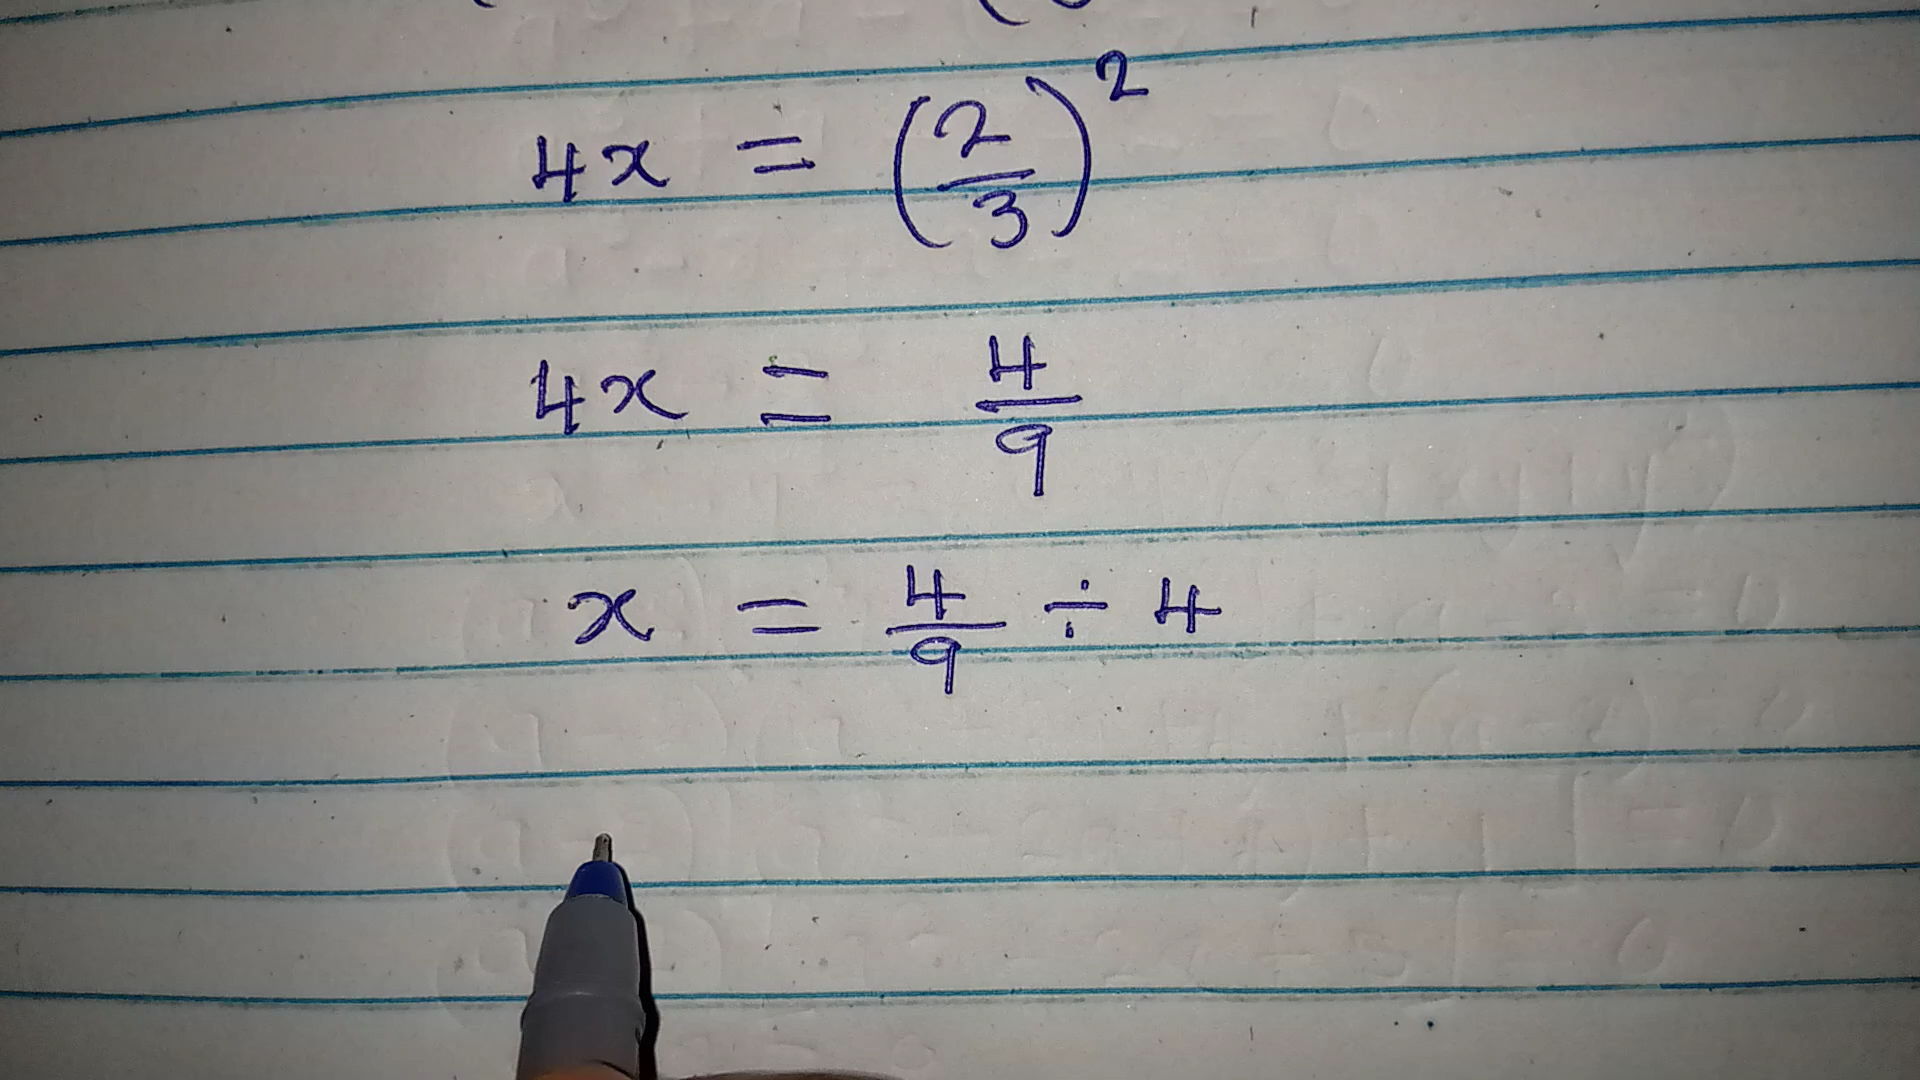 4x = (2/3)²
4x = 4/9
x = 4/9 ÷ 4